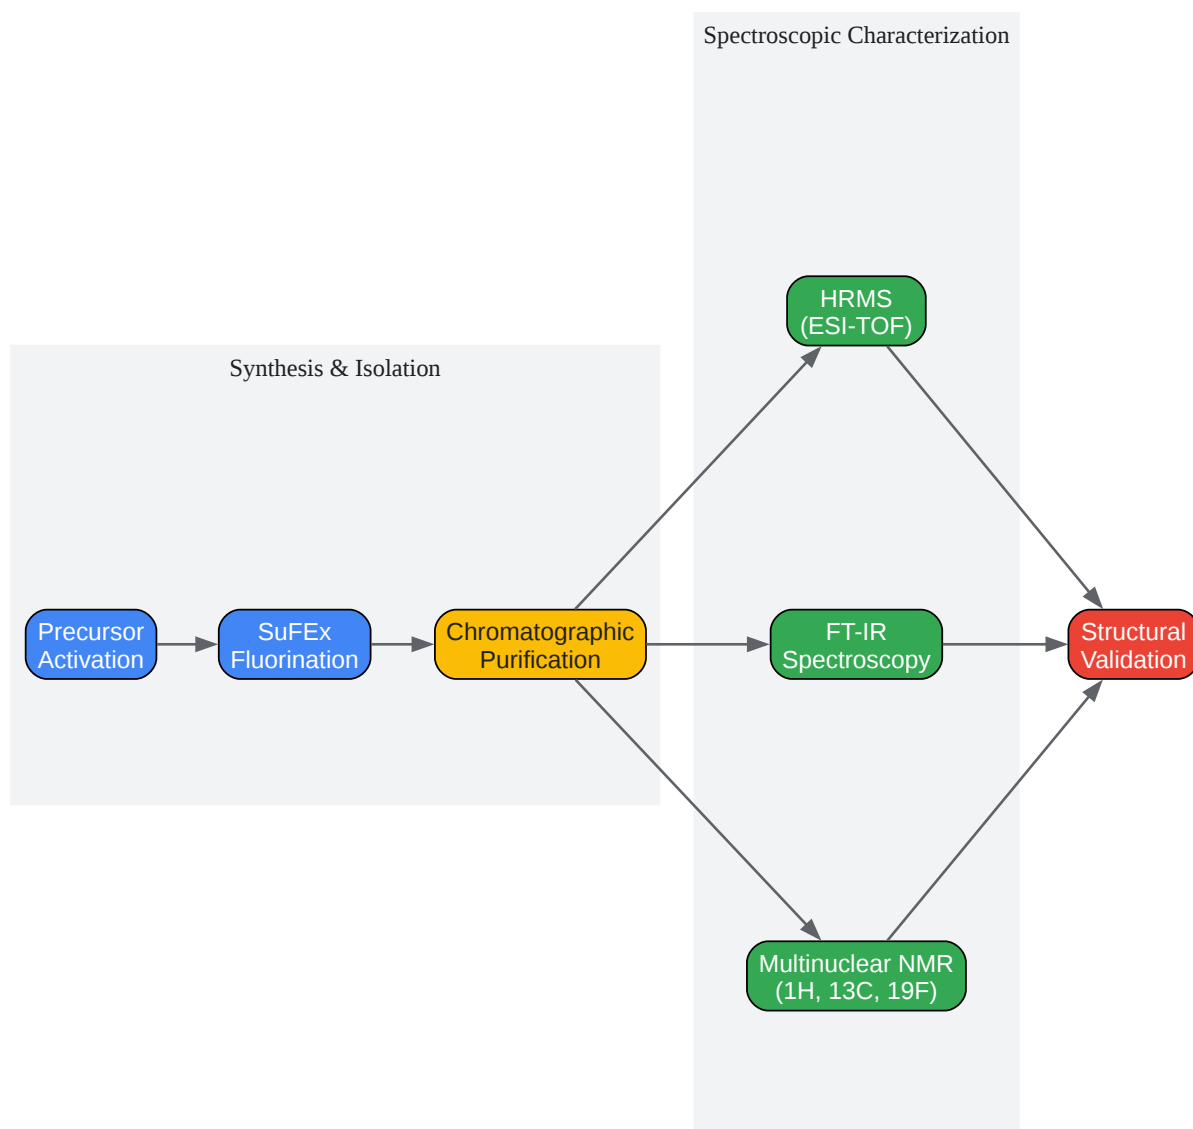 Spectroscopic Characterization
HRMS
(ESI-TOF)
Synthesis & Isolation
Precursor
Activation
SuFEx
Fluorination
Chromatographic
Purification
FT-IR
Spectroscopy
Structural
Validation
Multinuclear NMR
(1H, 13C, 19F)